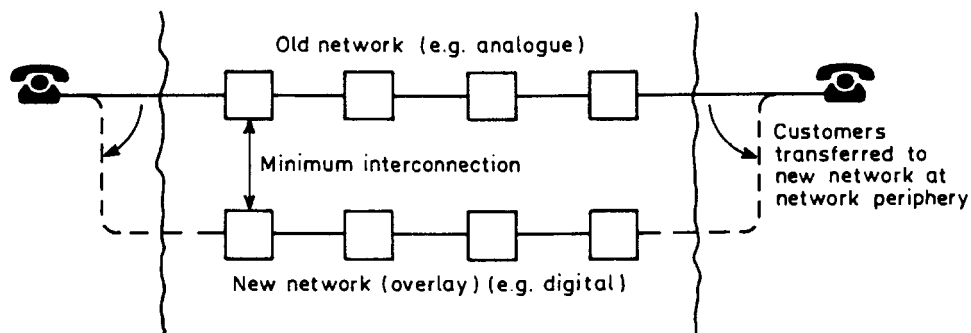 Old network (e.g. analogue)
Minimum interconnection
Customers
transferred to
new network at
network periphery
New network (overlay) (e.g. digital)